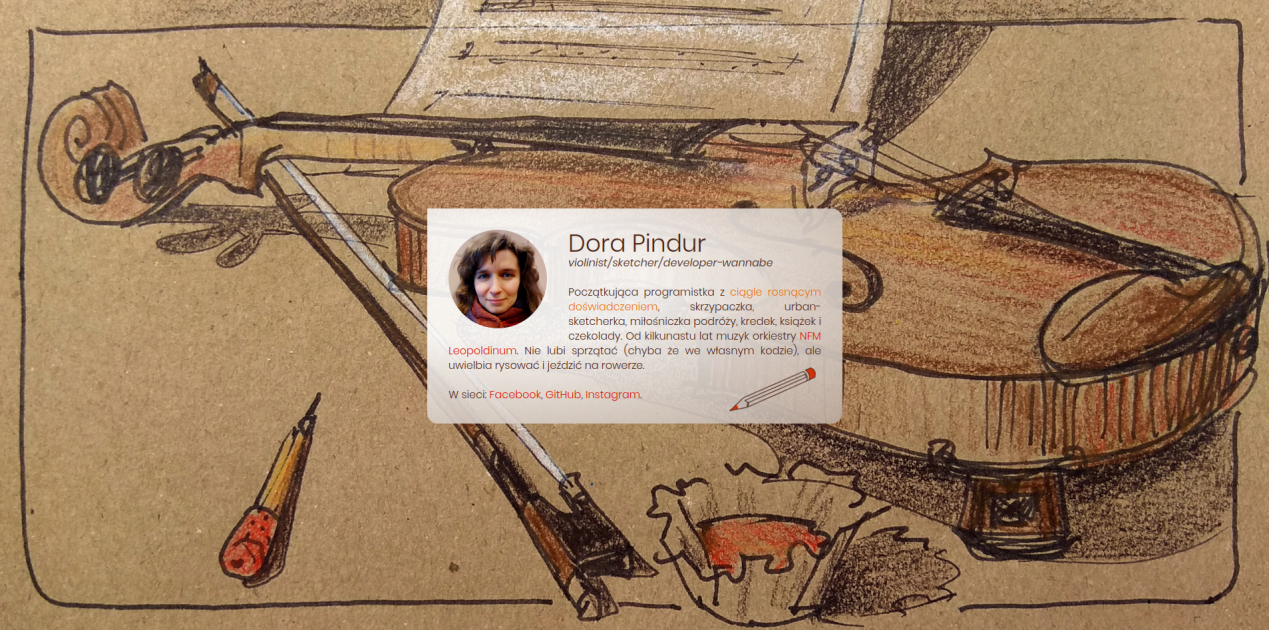 Dora Pindur
violinist/sketcher/developer-wannabe
Początkująca programistka z ciągle rosnącym
doświadczeniem, skrzypaczka, urban-
sketcherka, miłośniczka podróży, kredek, książek i
czekolady. Od kilkunastu lat muzyk orkiestry NFM
Leopoldinum. Nie lubi sprzątać (chyba że we własnym kodzie), ale
uwielbia rysować i jeździć na rowerze.
W sieci: Facebook, GitHub, Instagram.